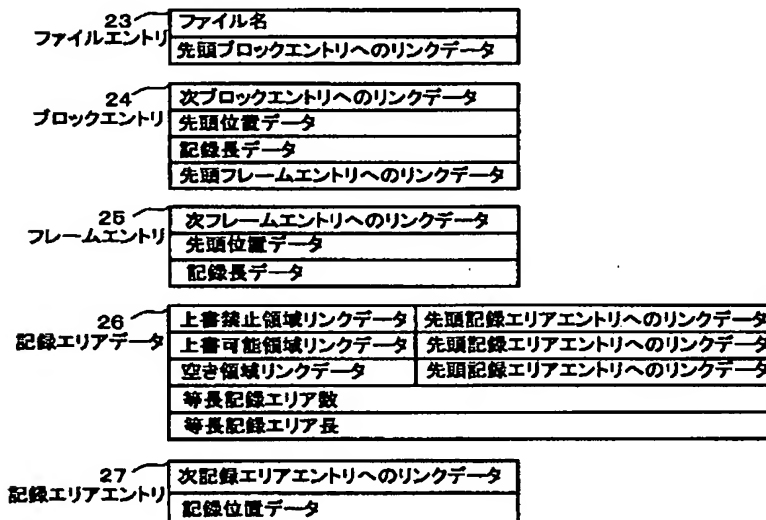 23
ファイルエントリ
ファイル名
先頭ブロックエントリへのリンクデータ
24
ブロックエントリ
次ブロックエントリへのリンクデータ
先頭位置データ
記録長データ
先頭フレームエントリへのリンクデータ
25
フレームエントリ
次フレームエントリへのリンクデータ
先頭位置データ
記録長データ
26
記録エリアデータ
上書禁止領域リンクデータ 先頭記録エリアエントリへのリンクデータ
上書可能領域リンクデータ 先頭記録エリアエントリへのリンクデータ
空き領域リンクデータ 先頭記録エリアエントリへのリンクデータ
等長記録エリア数
等長記録エリア長
27
記録エリアエントリ
次記録エリアエントリへのリンクデータ
記録位置データ